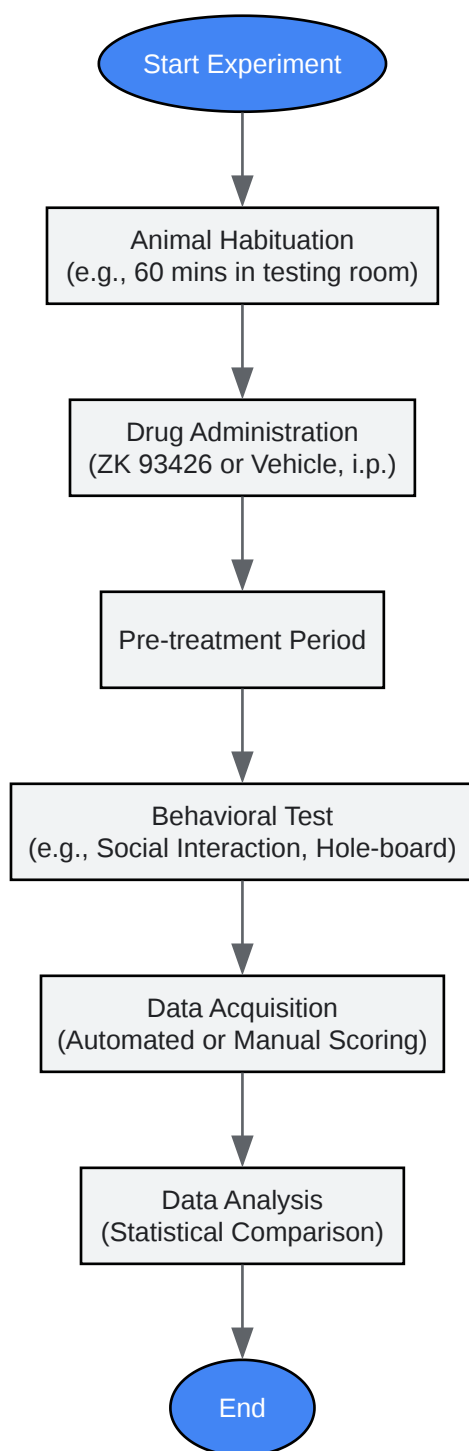 Start Experiment
Animal Habituation
(e.g., 60 mins in testing room)
Drug Administration
(ZK 93426 or Vehicle, i.p.)
Pre-treatment Period
Behavioral Test
(e.g., Social Interaction, Hole-board)
Data Acquisition
(Automated or Manual Scoring)
Data Analysis
(Statistical Comparison)
End